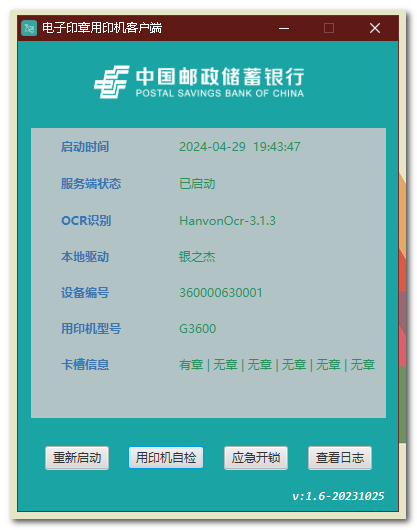 电子印章用印机客户端
中国邮政储蓄银行
POSTAL SAVINGS BANK OF CHINA
启动时间 2024-04-29 19:43:47
服务端状态 已启动
OCR识别 HanvonOcr-3.1.3
本地驱动 银之杰
设备编号 360000630001
用印机型号 G3600
卡槽信息 有章 | 无章 | 无章 | 无章 | 无章 | 无章
重新启动 用印机自检 应急开锁 查看日志
v:1.6-20231025